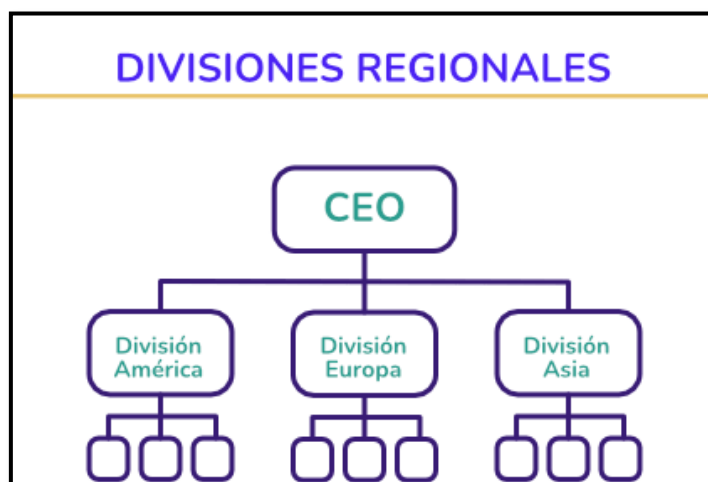 DIVISIONES REGIONALES
CEO
División
América
División
Europa
División
Asia